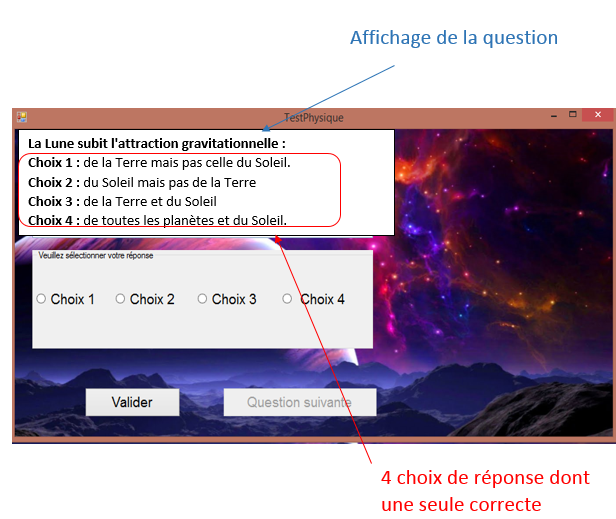 Affichage de la question
TestPhysique
La Lune subit l'attraction gravitationnelle :
Choix 1 : de la Terre mais pas celle du Soleil.
Choix 2 : du Soleil mais pas de la Terre
Choix 3 : de la Terre et du Soleil
Choix 4 : de toutes les planètes et du Soleil.
Veuillez sélectionner votre réponse
Choix 1 Choix 2 Choix 3 Choix 4
Valider Question suivante
4 choix de réponse dont
une seule correcte